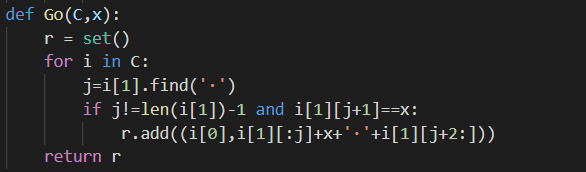 def Go(C,x):
    r = set()
    for i in C:
        j=i[1].find('·')
        if j!=len(i[1])-1 and i[1][j+1]==x:
            r.add((i[0],i[1][:j]+x+'·'+i[1][j+2:]))
    return r